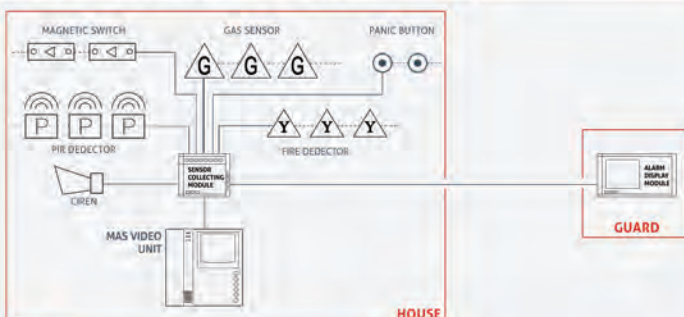 MAGNETIC SWITCH
GAS SENSOR
PANIC BUTTON
G
G
G
P
P
P
Y
Y
Y
PIR DEDECTOR
FIRE DEDECTOR
SENSOR
COLLECTING
MODULE
ALARM
DISPLAY
MODULE
CIREN
MAS VIDEO
UNIT
GUARD
HOUSE